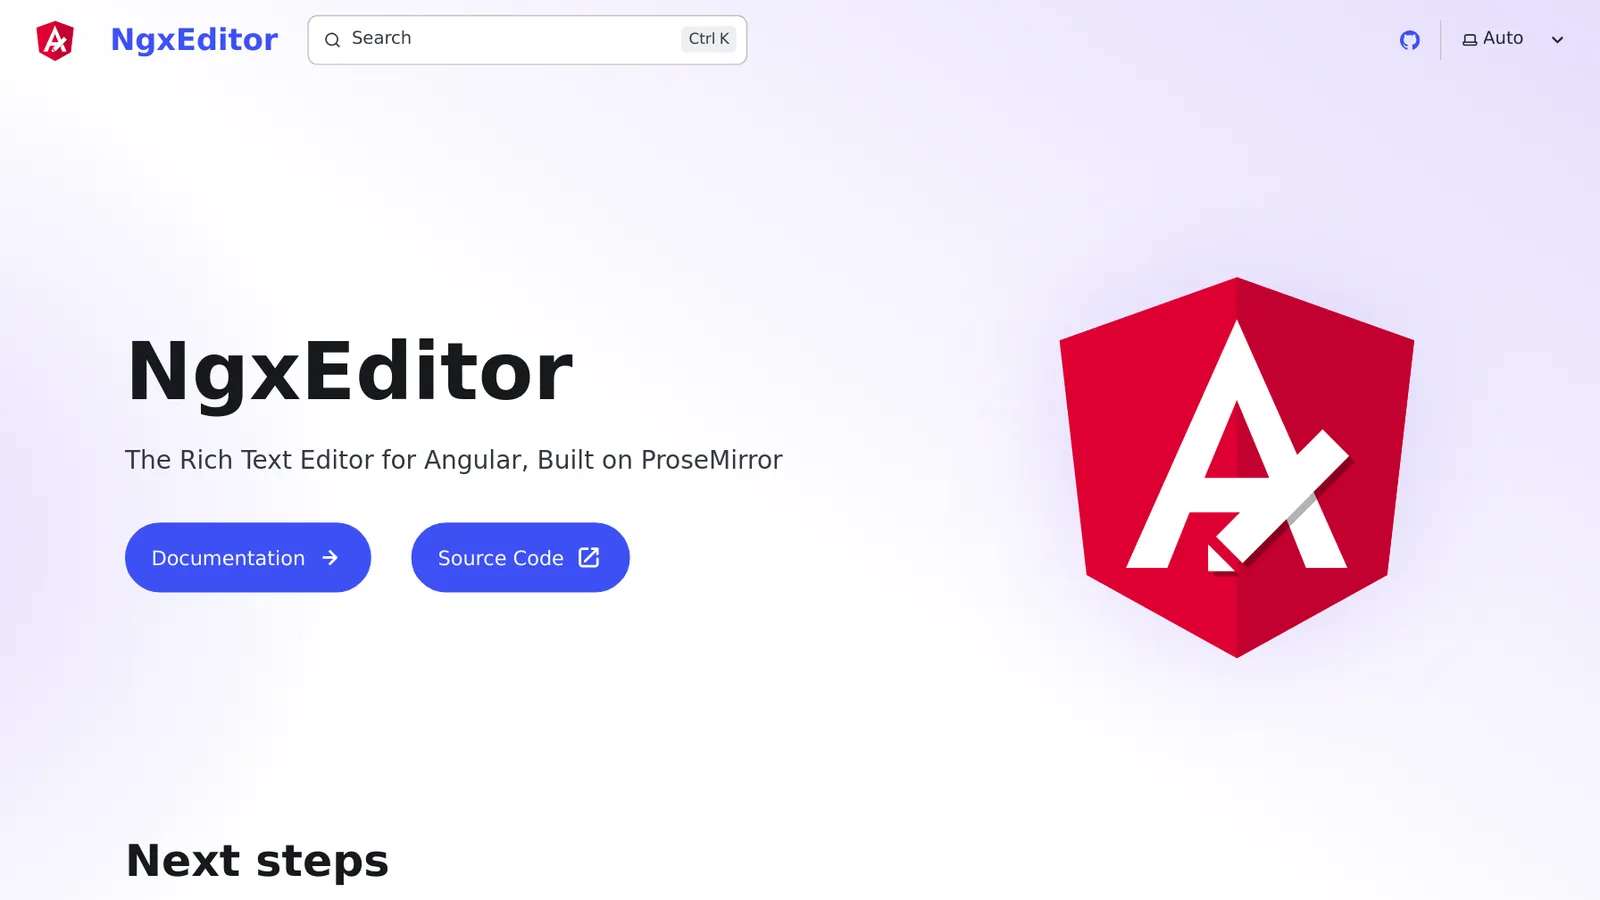 NgxEditor
Search
Ctrl K
Auto
NgxEditor
The Rich Text Editor for Angular, Built on ProseMirror
Documentation
Source Code
Next steps